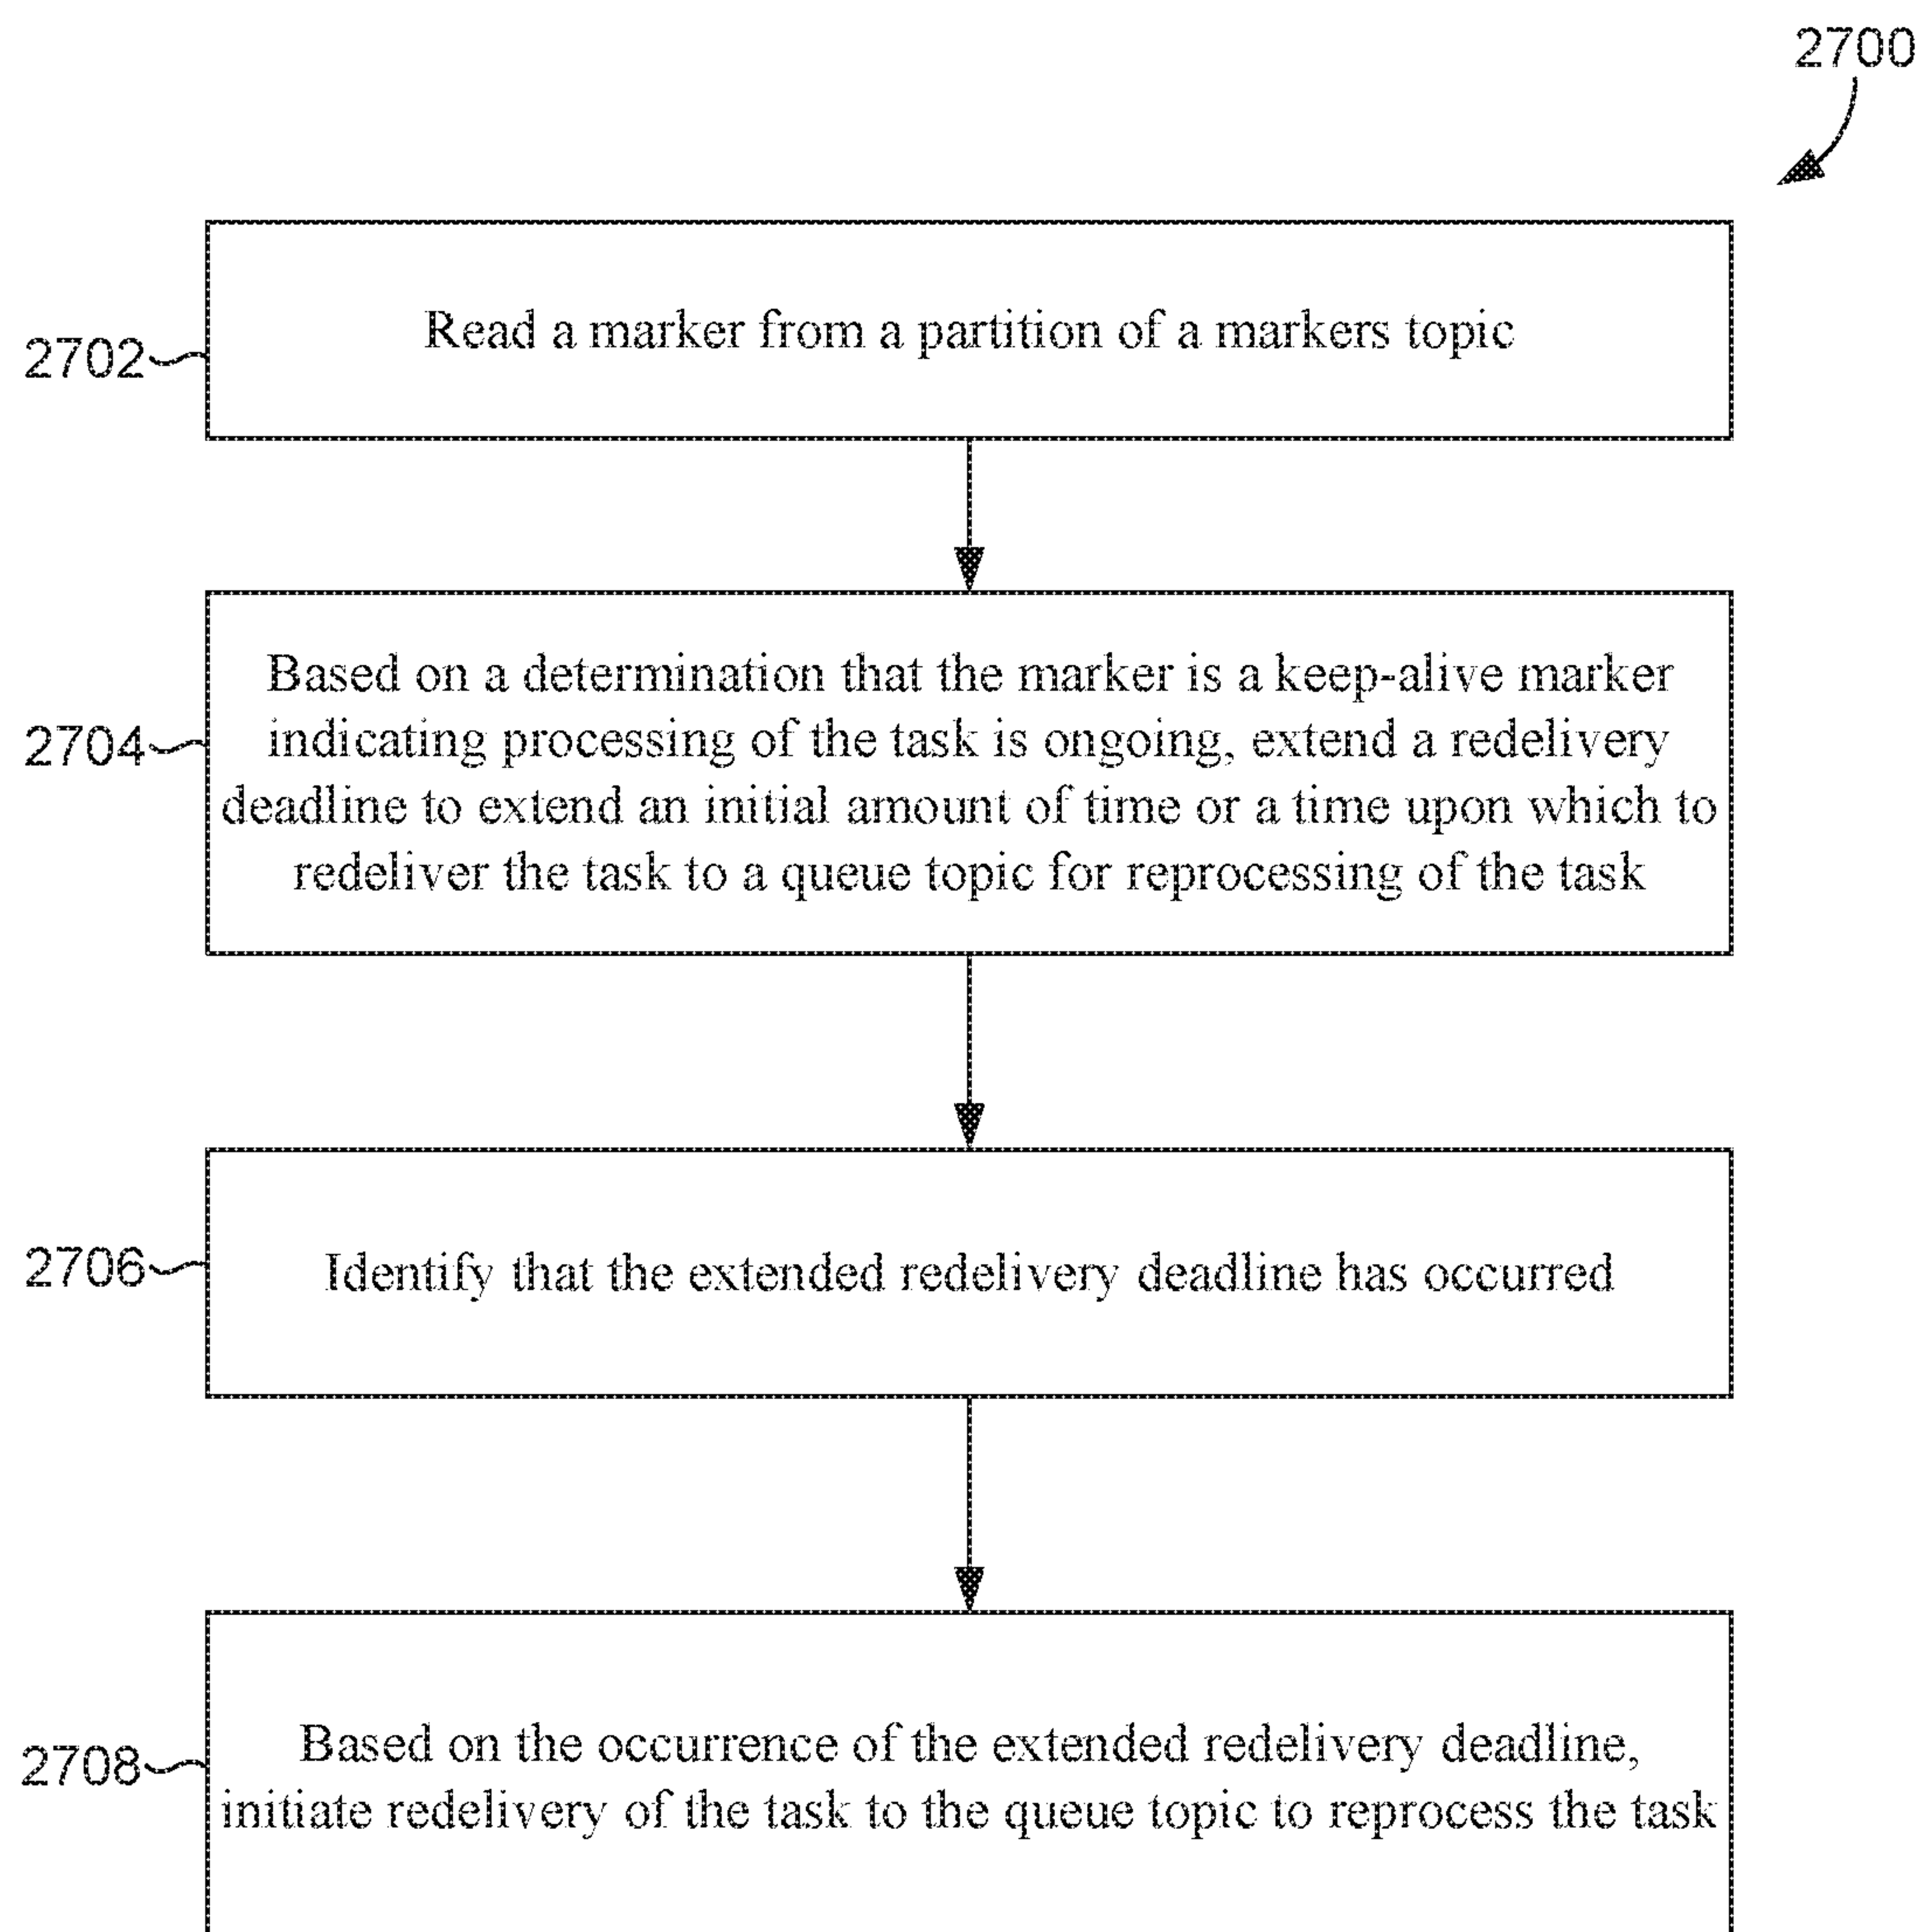 2700
2702
Read a marker from a partition of a markers topic
2704
Based on a determination that the marker is a keep-alive marker
indicating processing of the task is ongoing, extend a redelivery
deadline to extend an initial amount of time or a time upon which to
redeliver the task to a queue topic for reprocessing of the task
2706
Identify that the extended redelivery deadline has occurred
2708
Based on the occurrence of the extended redelivery deadline,
initiate redelivery of the task to the queue topic to reprocess the task